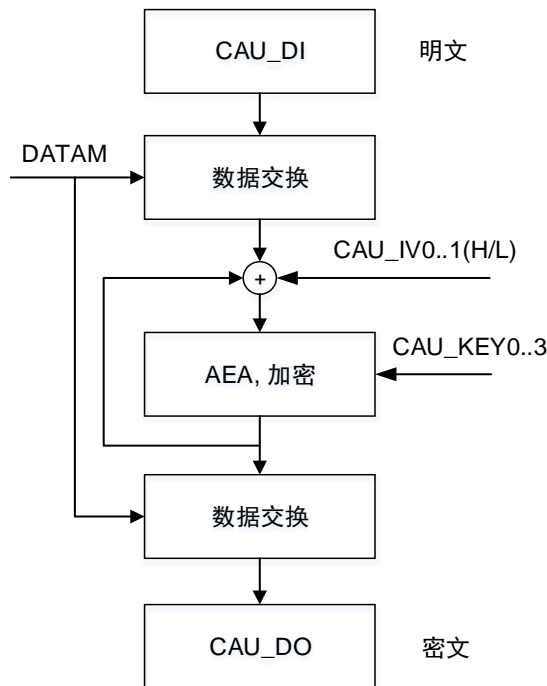 CAU_DI 明文
DATAM
数据交换
CAU_IV0..1(H/L)
+
CAU_KEY0..3
AEA, 加密
数据交换
CAU_DO 密文